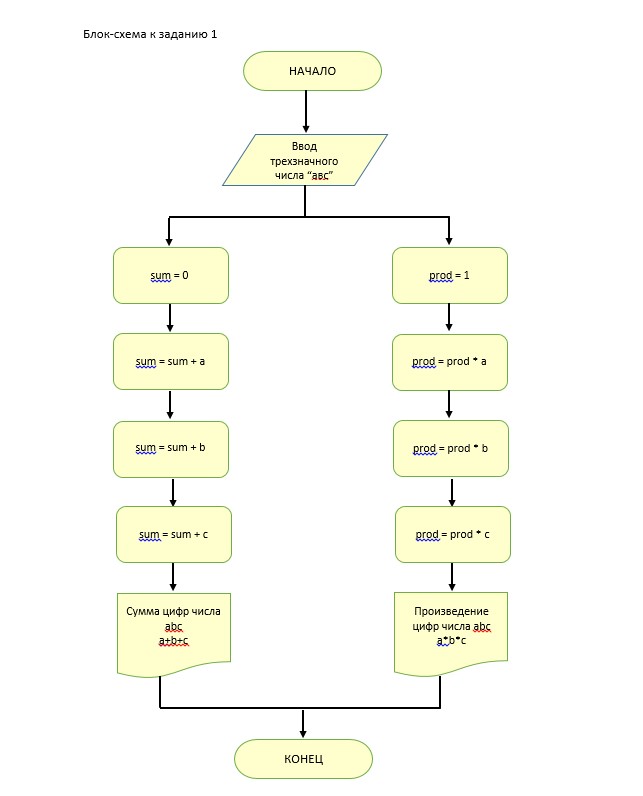 Блок-схема к заданию 1
НАЧАЛО
Ввод
трехзначного
числа “авс”
sum = 0
prod = 1
sum = sum + a
prod = prod * a
sum = sum + b
prod = prod * b
sum = sum + c
prod = prod * c
Сумма цифр числа
abc
a+b+c
Произведение
цифр числа abc
a*b*c
КОНЕЦ